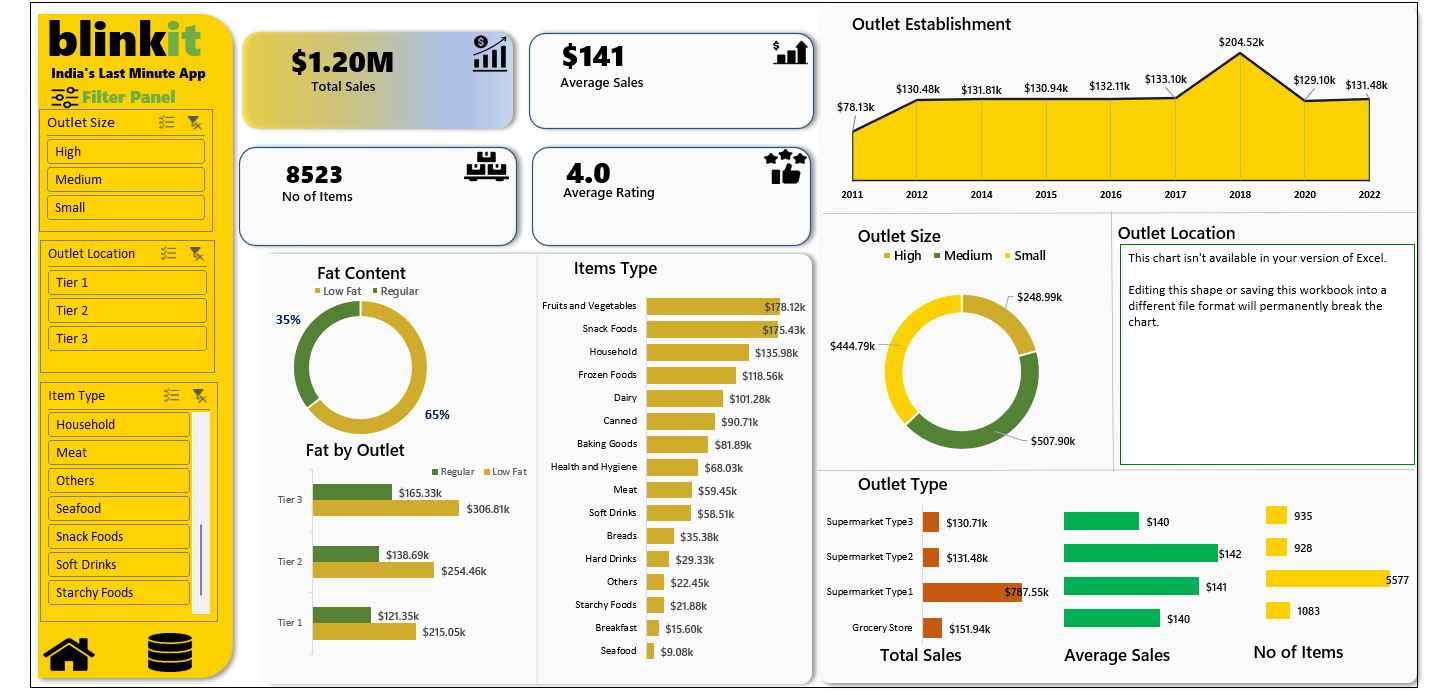 blinkit
India's Last Minute App
Filter Panel
Outlet Size
High
Medium
Small
Outlet Location
Tier 1
Tier 2
Tier 3
Item Type
Household
Meat
Others
Seafood
Snack Foods
Soft Drinks
Starchy Foods
$1.20M
Total Sales
$141
Average Sales
8523
No of Items
4.0
Average Rating
Fat Content
Low Fat Regular
35%
65%
Fat by Outlet
Regular Low Fat
Tier 3
$165.33k
$306.81k
Tier 2
$138.69k
$254.46k
Tier 1
$121.35k
$215.05k
Items Type
Fruits and Vegetables $178.12k
Snack Foods $175.43k
Household $135.98k
Frozen Foods $118.56k
Dairy $101.28k
Canned $90.71k
Baking Goods $81.89k
Health and Hygiene $68.03k
Meat $59.45k
Soft Drinks $58.51k
Breads $35.38k
Hard Drinks $29.33k
Others $22.45k
Starchy Foods $21.88k
Breakfast $15.60k
Seafood $9.08k
Outlet Establishment
$78.13k $130.48k $131.81k $130.94k $132.11k $133.10k $204.52k $129.10k $131.48k
2011 2012 2014 2015 2016 2017 2018 2020 2022
Outlet Size
High Medium Small
$248.99k
$444.79k
$507.90k
Outlet Location
This chart isn't available in your version of Excel.
Editing this shape or saving this workbook into a
different file format will permanently break the
chart.
Outlet Type
Supermarket Type3 $130.71k
Supermarket Type2 $131.48k
Supermarket Type1 $787.55k
Grocery Store $151.94k
Total Sales
$140
$142
$141
$140
Average Sales
935
928
5577
1083
No of Items